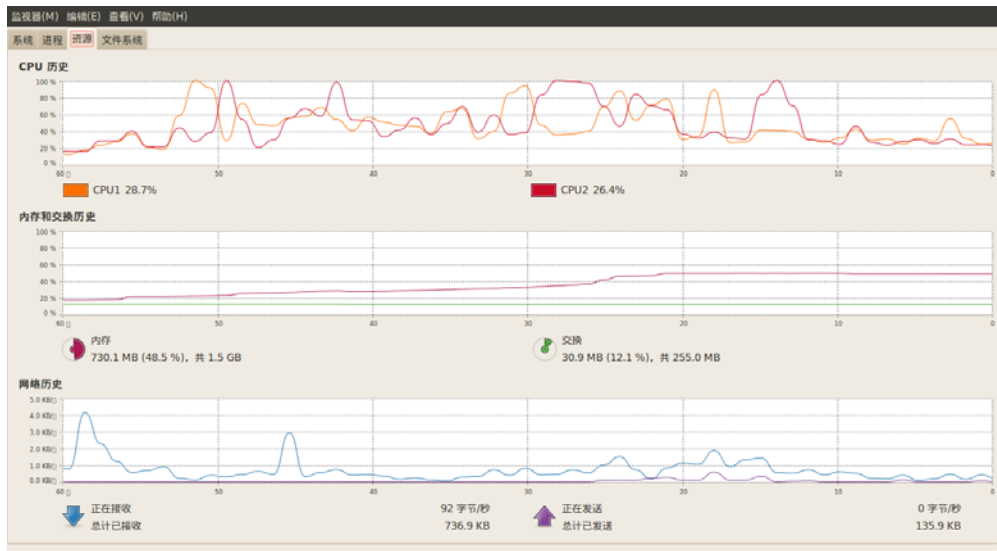 监视器(M) 编辑(E) 查看(V) 帮助(H)
系统 进程 资源 文件系统
CPU 历史
100 %
80 %
60 %
40 %
20 %
0 %
60 50 40 30 20 10 0
CPU1 28.7% CPU2 26.4%
内存和交换历史
100 %
80 %
60 %
40 %
20 %
0 %
60 50 40 30 20 10 0
内存 交换
730.1 MB (48.5 %)，共 1.5 GB 30.9 MB (12.1 %)，共 255.0 MB
网络历史
5.0 KB/
4.0 KB/
3.0 KB/
2.0 KB/
1.0 KB/
0.0 KB/
60 50 40 30 20 10 0
正在接收 92 字节/秒 正在发送 0 字节/秒
总计已接收 736.9 KB 总计已发送 135.9 KB